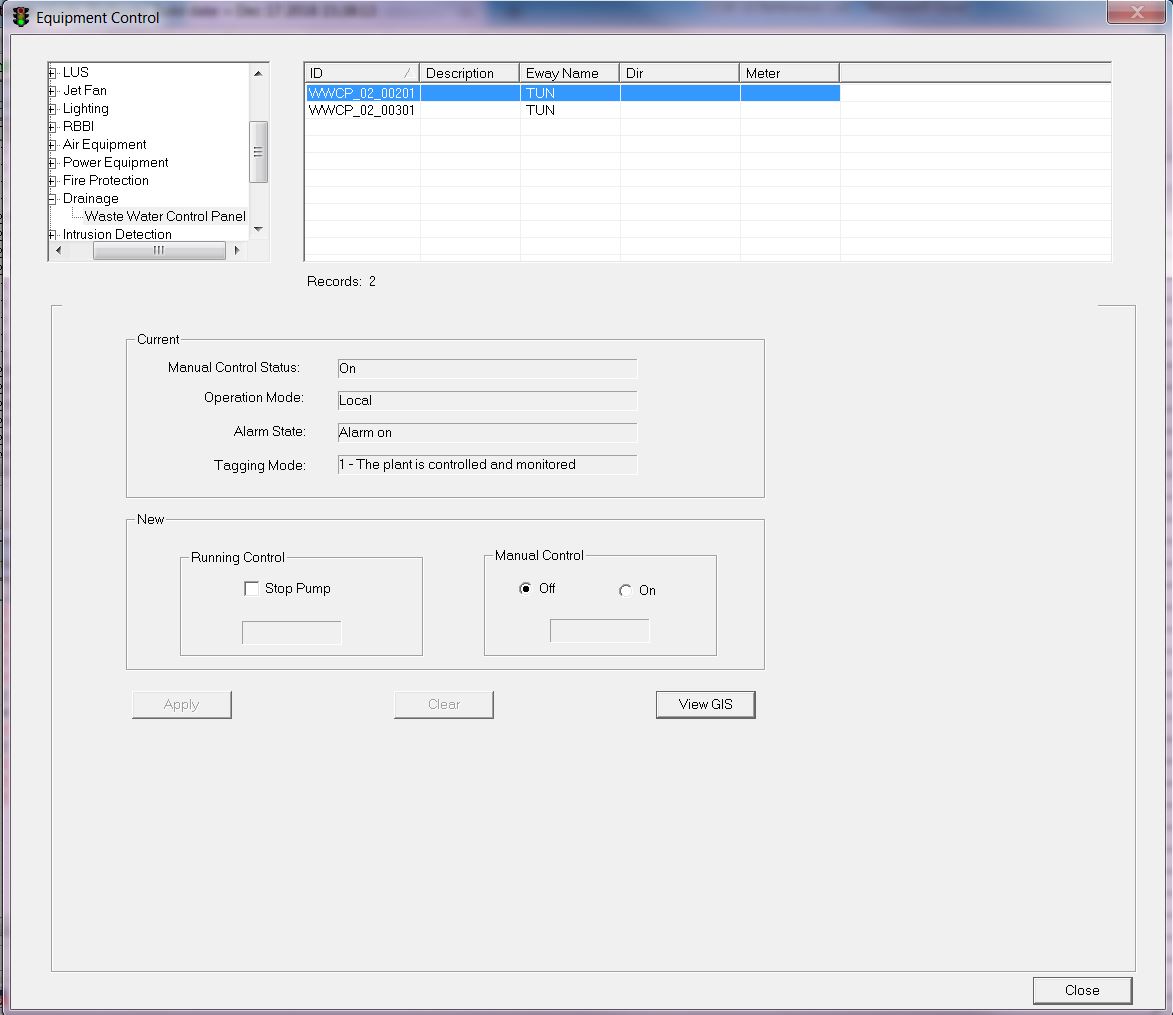 Equipment Control
LUS
Jet Fan
Lighting
RBBI
Air Equipment
Power Equipment
Fire Protection
Drainage
Waste Water Control Panel
Intrusion Detection
ID Description Eway Name Dir Meter
WWCP_02_00201 TUN
WWCP_02_00301 TUN
Records: 2
Current
Manual Control Status: On
Operation Mode: Local
Alarm State: Alarm on
Tagging Mode: 1 - The plant is controlled and monitored
New
Running Control
Stop Pump
Manual Control
Off On
Apply Clear View GIS
Close